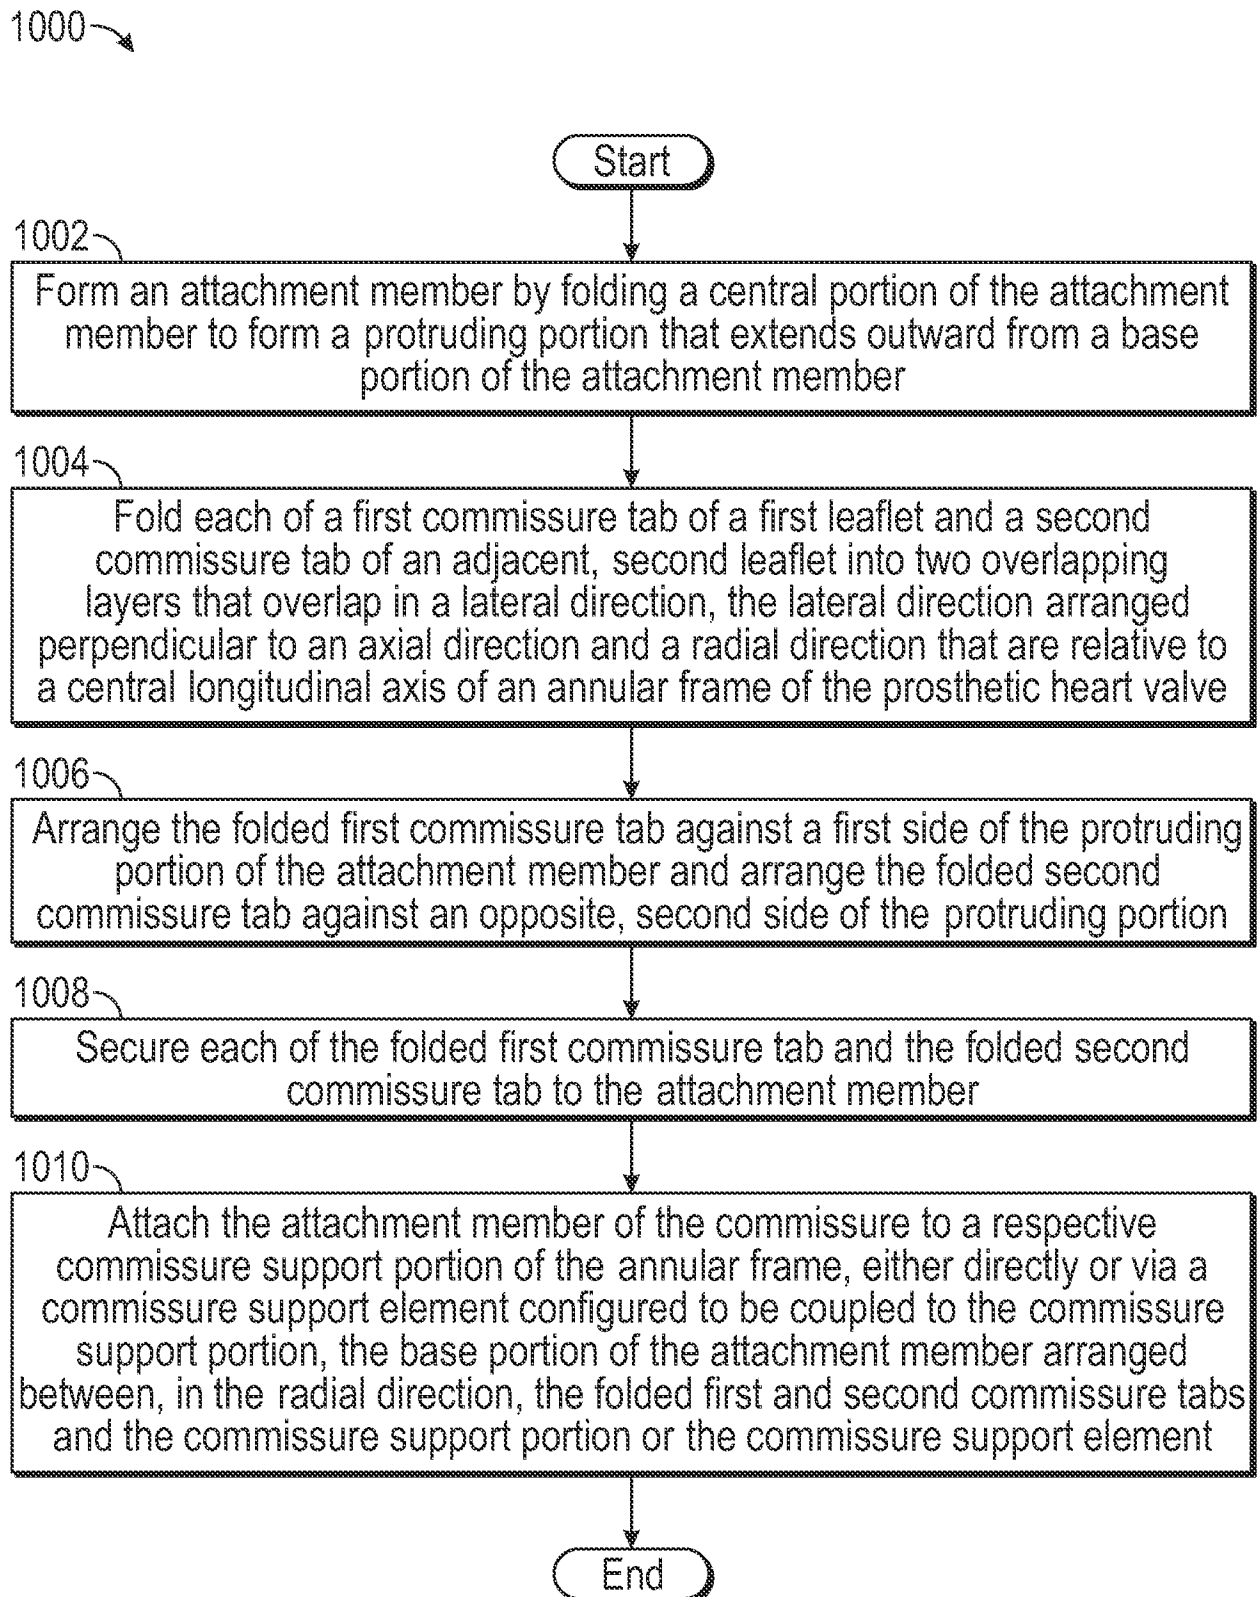 1000
Start
1002
Form an attachment member by folding a central portion of the attachment
member to form a protruding portion that extends outward from a base
portion of the attachment member
1004
Fold each of a first commissure tab of a first leaflet and a second
commissure tab of an adjacent, second leaflet into two overlapping
layers that overlap in a lateral direction, the lateral direction arranged
perpendicular to an axial direction and a radial direction that are relative to
a central longitudinal axis of an annular frame of the prosthetic heart valve
1006
Arrange the folded first commissure tab against a first side of the protruding
portion of the attachment member and arrange the folded second
commissure tab against an opposite, second side of the protruding portion
1008
Secure each of the folded first commissure tab and the folded second
commissure tab to the attachment member
1010
Attach the attachment member of the commissure to a respective
commissure support portion of the annular frame, either directly or via a
commissure support element configured to be coupled to the commissure
support portion, the base portion of the attachment member arranged
between, in the radial direction, the folded first and second commissure tabs
and the commissure support portion or the commissure support element
End